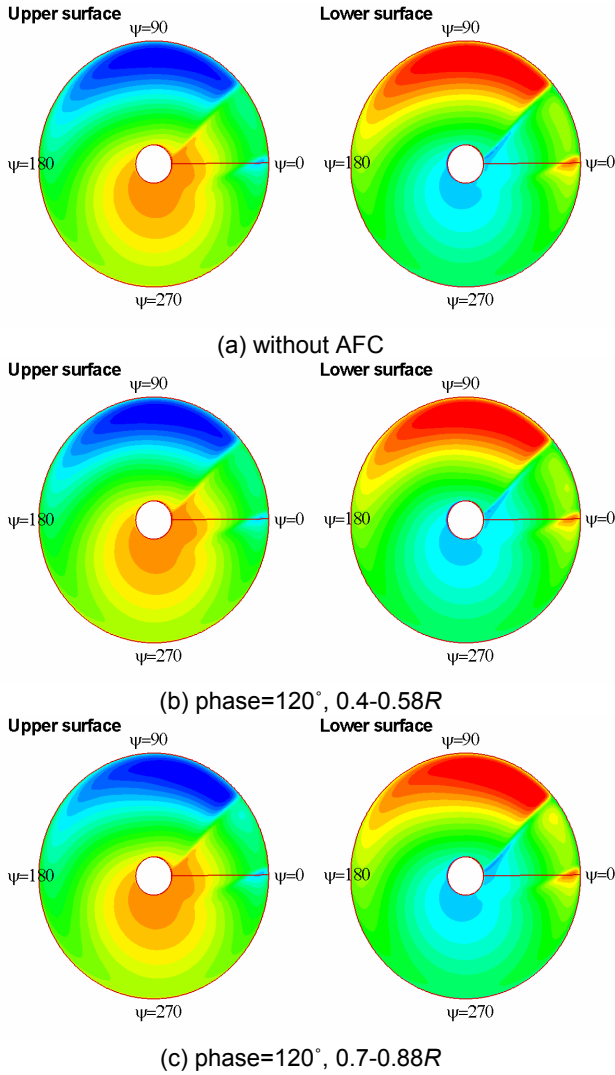 Upper surface
Lower surface
ψ=90
ψ=90
ψ=180
ψ=0
ψ=180
ψ=0
ψ=270
ψ=270
(a) without AFC
Upper surface
Lower surface
ψ=90
ψ=90
ψ=180
ψ=0
ψ=180
ψ=0
ψ=270
ψ=270
(b) phase=120˚, 0.4-0.58R
Upper surface
Lower surface
ψ=90
ψ=90
ψ=180
ψ=0
ψ=180
ψ=0
ψ=270
ψ=270
(c) phase=120˚, 0.7-0.88R